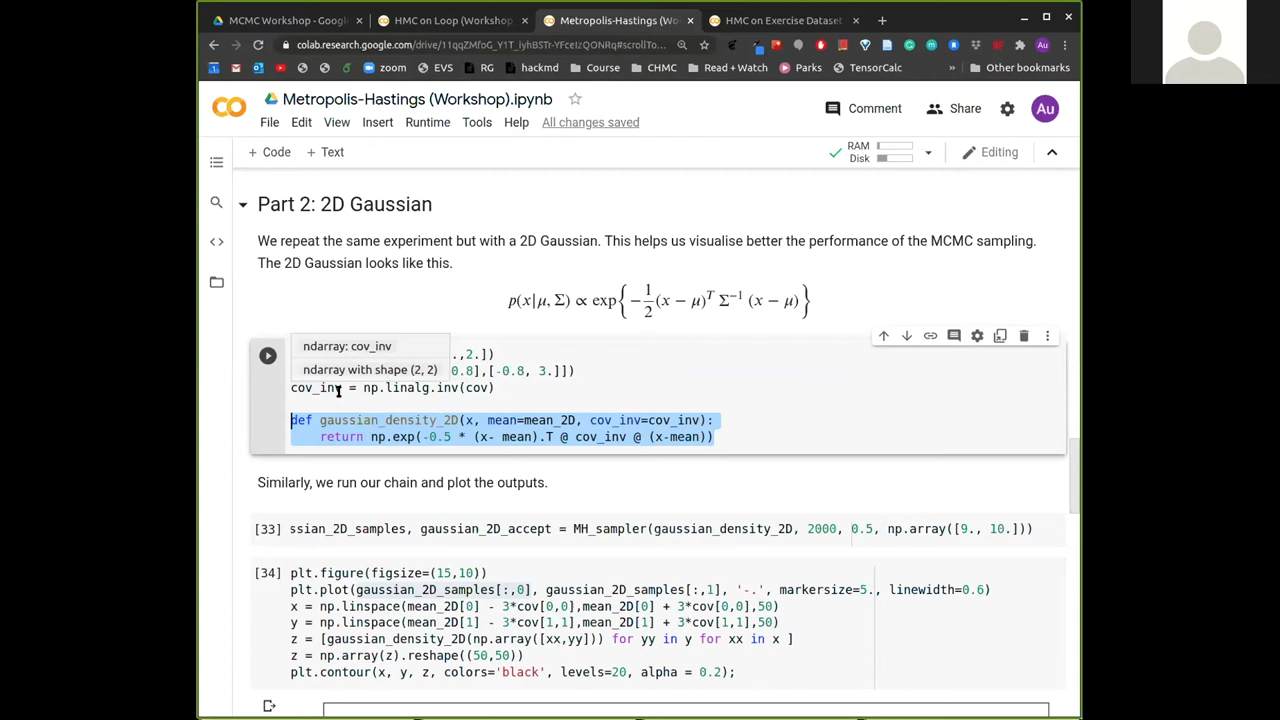 MCMC Workshop - Google
HMC on Loop (Workshop)
Metropolis-Hastings (Wo
HMC on Exercise Dataset
colab.research.google.com/drive/
zoom
EVS
RG
hackmd
Course
CHMC
Read + Watch
Parks
TensorCalc
»
Other bookmarks
Metropolis-Hastings (Workshop).ipynb
Comment
Share
Au
File Edit View Insert Runtime Tools Help All changes saved
+ Code + Text
RAM
Disk
Editing
Part 2: 2D Gaussian
We repeat the same experiment but with a 2D Gaussian. This helps us visualise better the performance of the MCMC sampling.
The 2D Gaussian looks like this.
p(x|μ, Σ) ∝ exp{−1/2(x − μ)^T Σ^−1 (x − μ)}
ndarray: cov_inv
.,2.])
ndarray with shape (2, 2)
0.8],[-0.8, 3.]])
cov_inv = np.linalg.inv(cov)
def gaussian_density_2D(x, mean=mean_2D, cov_inv=cov_inv):
return np.exp(-0.5 * (x- mean).T @ cov_inv @ (x-mean))
Similarly, we run our chain and plot the outputs.
[33] ssian_2D_samples, gaussian_2D_accept = MH_sampler(gaussian_density_2D, 2000, 0.5, np.array([9., 10.]))
[34] plt.figure(figsize=(15,10))
plt.plot(gaussian_2D_samples[:,0], gaussian_2D_samples[:,1], '-.', markersize=5., linewidth=0.6)
x = np.linspace(mean_2D[0] - 3*cov[0,0],mean_2D[0] + 3*cov[0,0],50)
y = np.linspace(mean_2D[1] - 3*cov[1,1],mean_2D[1] + 3*cov[1,1],50)
z = [gaussian_density_2D(np.array([xx,yy])) for yy in y for xx in x ]
z = np.array(z).reshape((50,50))
plt.contour(x, y, z, colors='black', levels=20, alpha = 0.2);